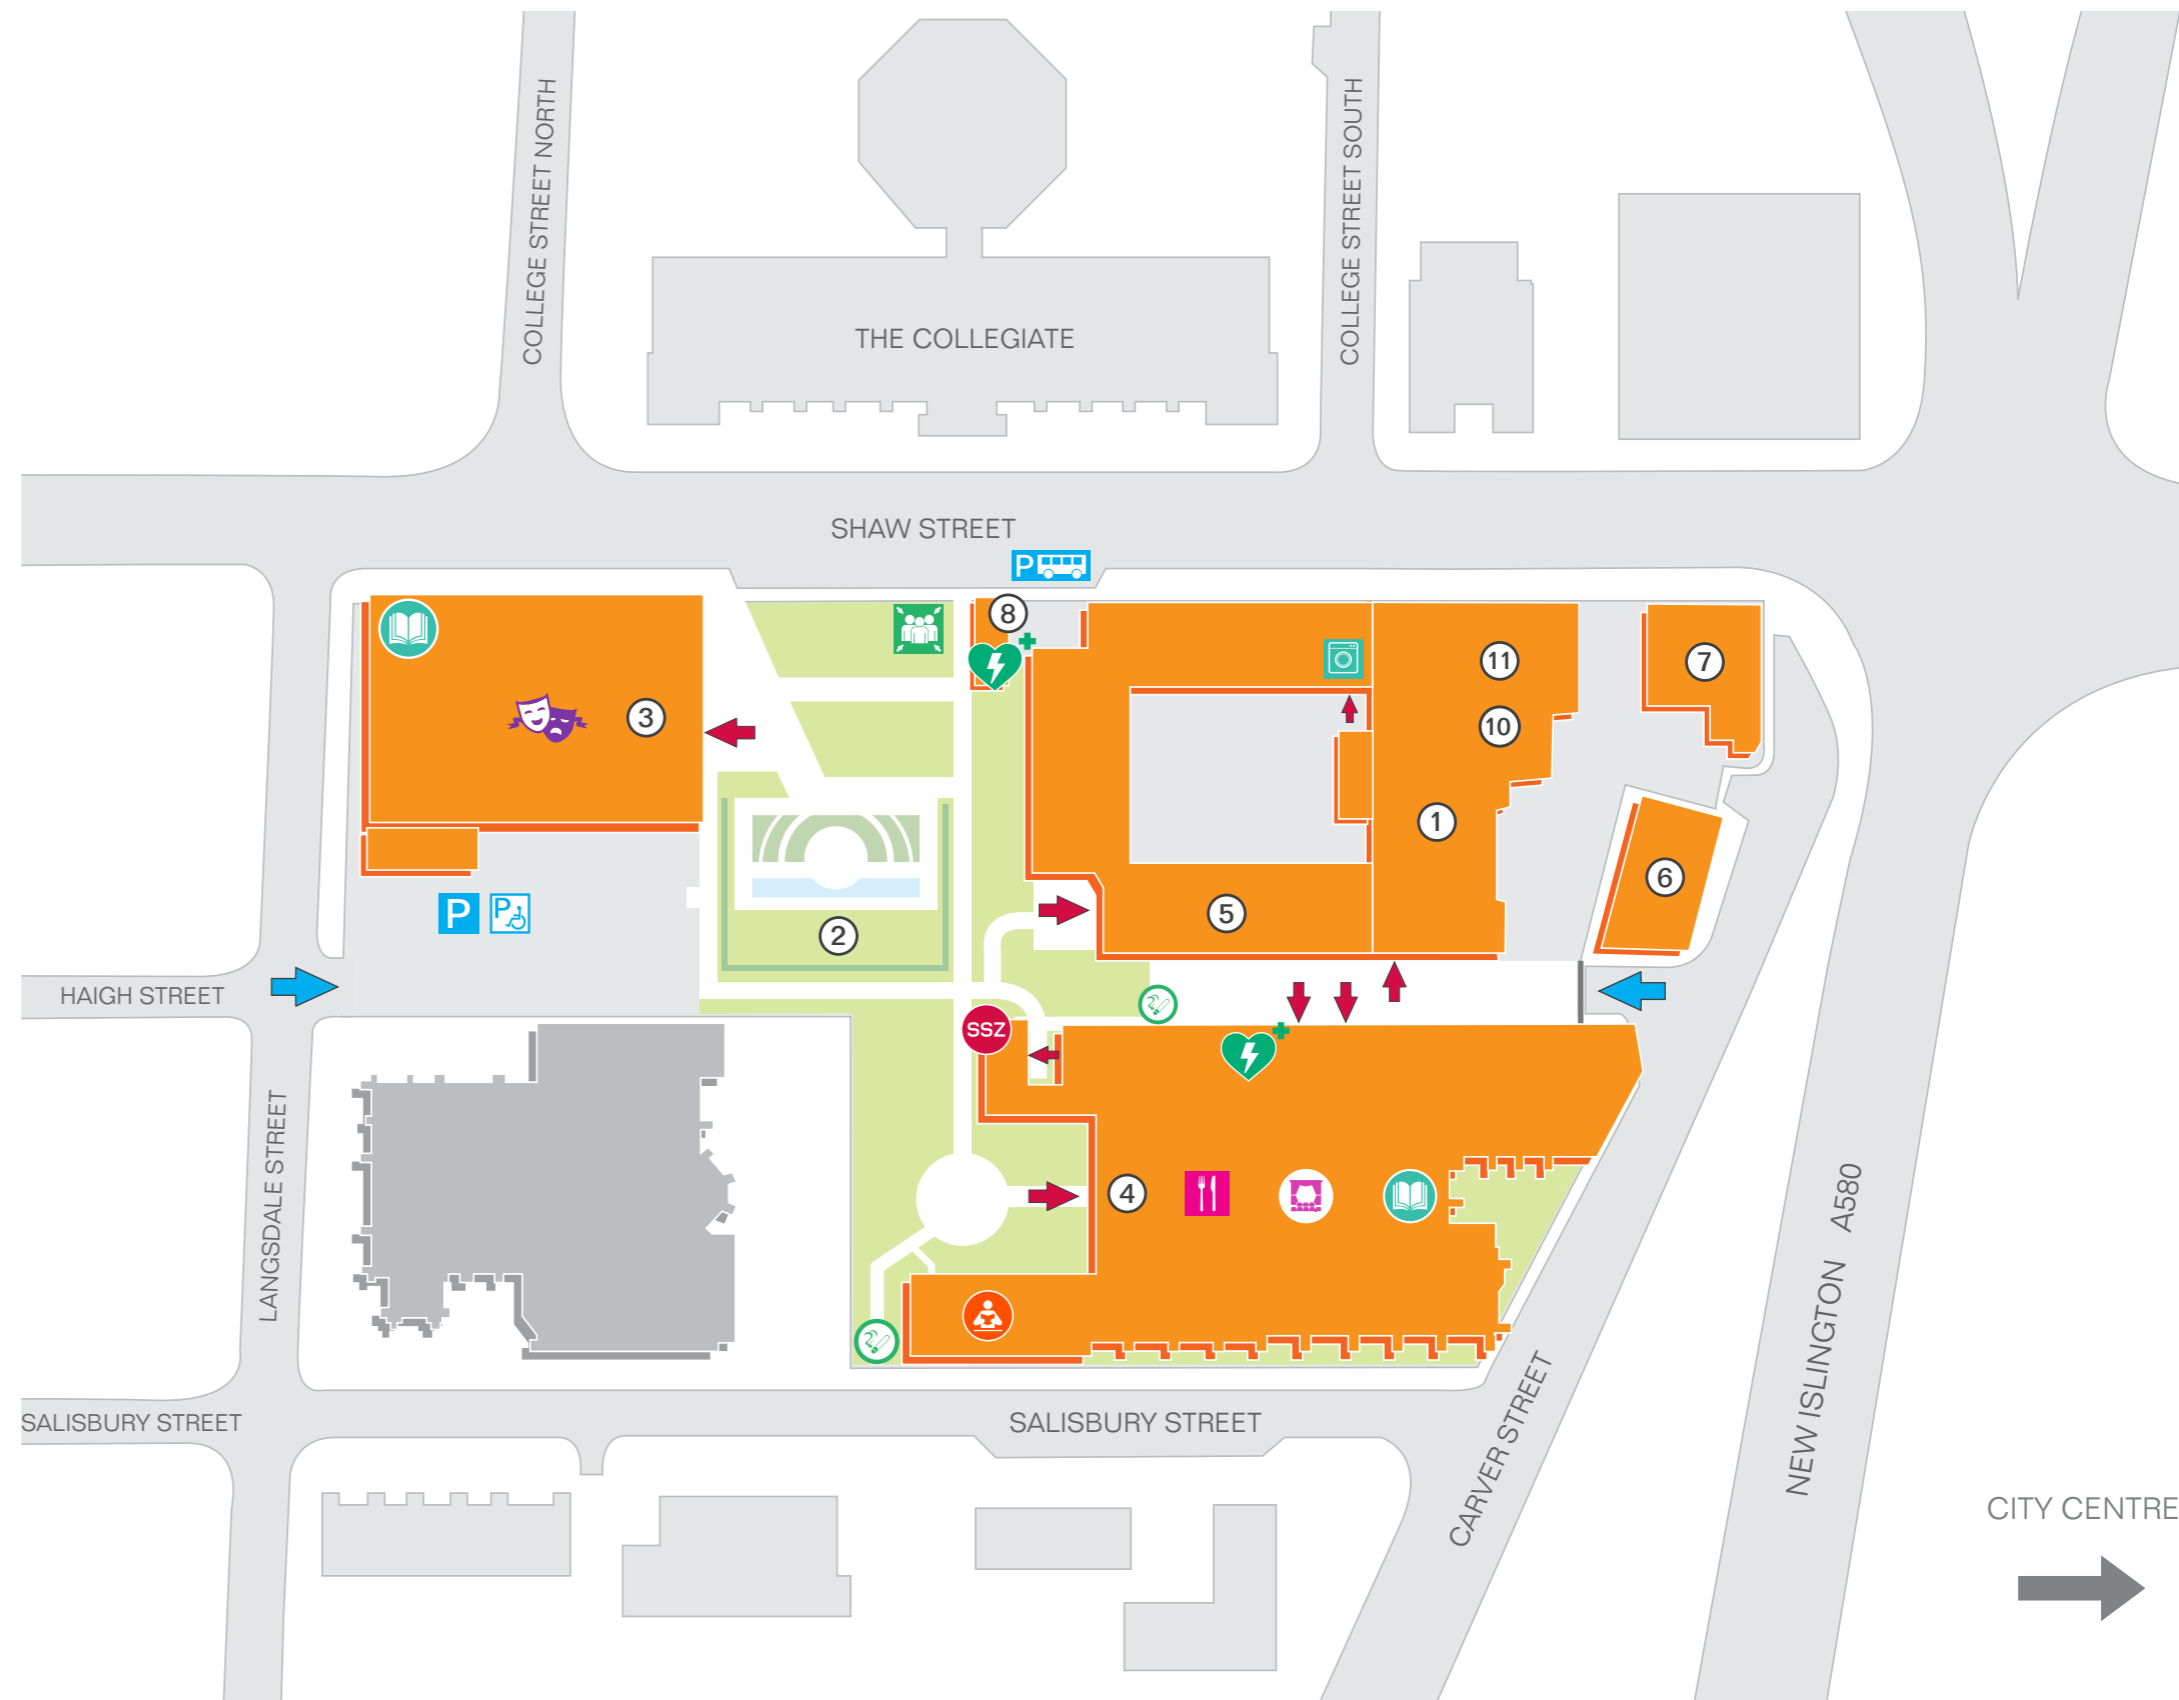 COLLEGE STREET NORTH
COLLEGE STREET SOUTH
THE COLLEGIATE
SHAW STREET
P
8
11
7
3
10
1
6
P
P
5
2
HAIGH STREET
SSZ
4
LANGSDALE STREET
NEW ISLINGTON A580
SALISBURY STREET
SALISBURY STREET
CARVER STREET
CITY CENTRE